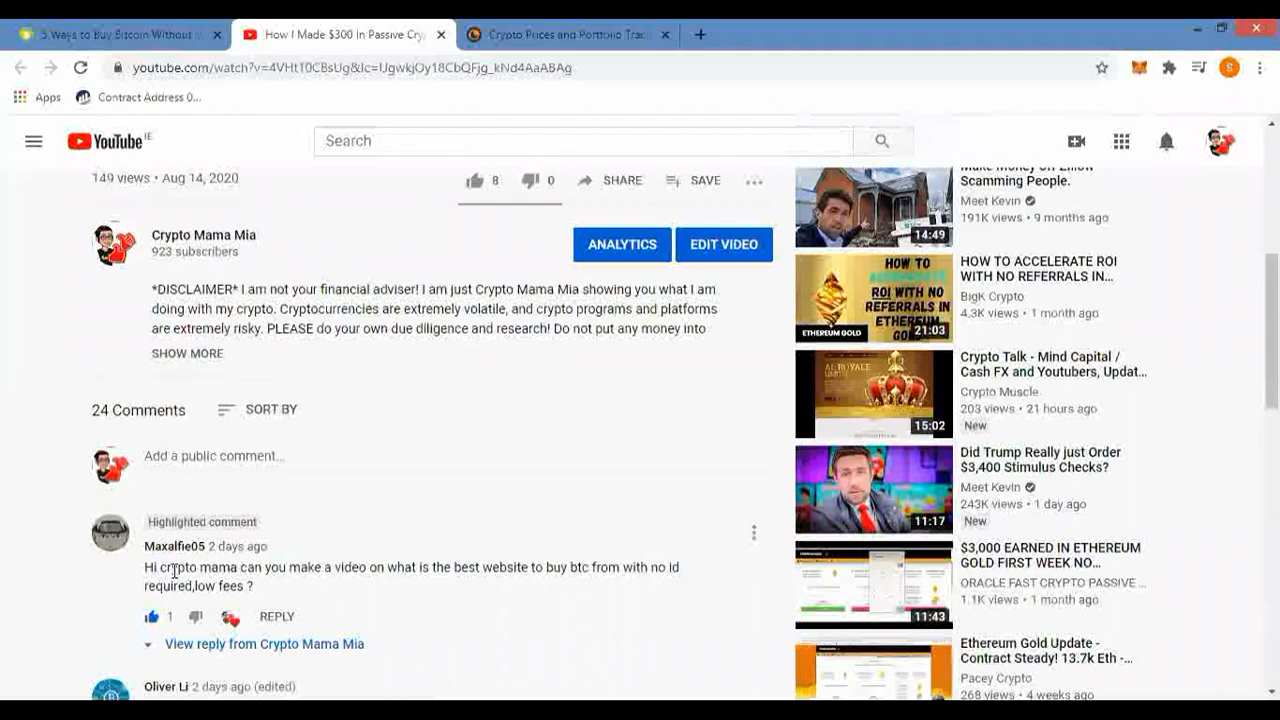 5 Ways to Buy Bitcoin Without
How I Made $300 In Passive Cry
Crypto Prices and Portfolio Trac
youtube.com/watch?v=4VHtT0CBsUg&lc=UgwkjOy18CbQFjg_kNd4AaABAg
Apps
Contract Address 0...
YouTube IE
Search
149 views • Aug 14, 2020
8
0
SHARE
SAVE
Crypto Mama Mia
923 subscribers
ANALYTICS
EDIT VIDEO
*DISCLAIMER* I am not your financial adviser! I am just Crypto Mama Mia showing you what I am
doing with my crypto. Cryptocurrencies are extremely volatile, and crypto programs and platforms
are extremely risky. PLEASE do your own due diligence and research! Do not put any money into
SHOW MORE
24 Comments
SORT BY
Add a public comment...
Highlighted comment
Maxalfie05 2 days ago
Hi crypto mama can you make a video on what is the best website to buy btc from with no id
required,low fees ?
1
REPLY
View reply from Crypto Mama Mia
Oliver Li 2 days ago (edited)
Scamming People.
Meet Kevin
191K views • 9 months ago
14:49
HOW TO ACCELERATE ROI
WITH NO REFERRALS IN...
BigK Crypto
4.3K views • 1 month ago
HOW TO
ACCELERATE
ROI WITH NO
REFERRALS IN
ETHEREUM
ETHEREUM GOLD
21:03
Crypto Talk - Mind Capital /
Cash FX and Youtubers, Updat...
Crypto Muscle
203 views • 21 hours ago
New
15:02
Did Trump Really just Order
$3,400 Stimulus Checks?
Meet Kevin
243K views • 1 day ago
New
11:17
$3,000 EARNED IN ETHEREUM
GOLD FIRST WEEK NO...
ORACLE FAST CRYPTO PASSIVE ...
1.1K views • 1 month ago
11:43
Ethereum Gold Update -
Contract Steady! 13.7k Eth -...
Pacey Crypto
268 views • 4 weeks ago